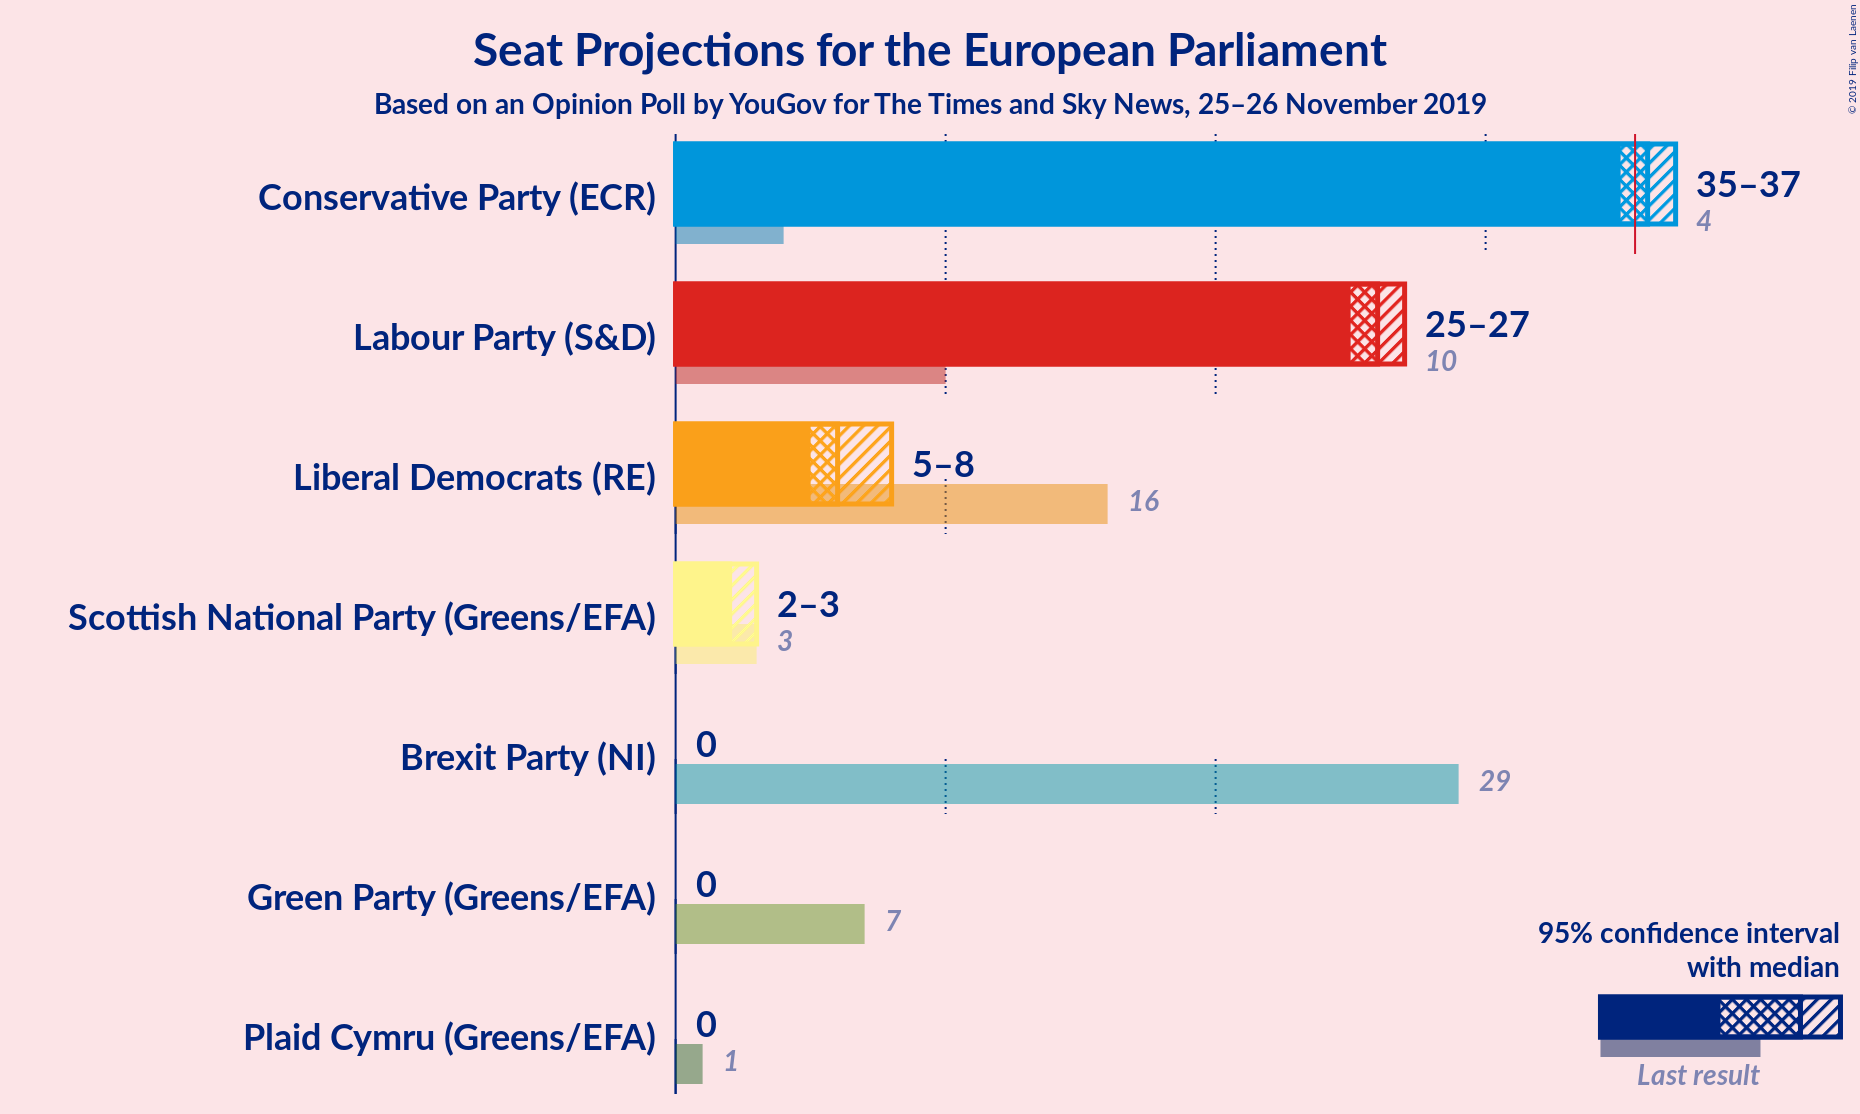 Seat Projections for the European Parliament
Based on an Opinion Poll by YouGov for The Times and Sky News, 25–26 November 2019
© 2019 Filip van Laenen
Conservative Party (ECR)
35–37
4
Labour Party (S&D)
25–27
10
Liberal Democrats (RE)
5–8
16
Scottish National Party (Greens/EFA)
2–3
3
Brexit Party (NI)
0
29
Green Party (Greens/EFA)
0
7
Plaid Cymru (Greens/EFA)
0
1
95% confidence interval
with median
Last result